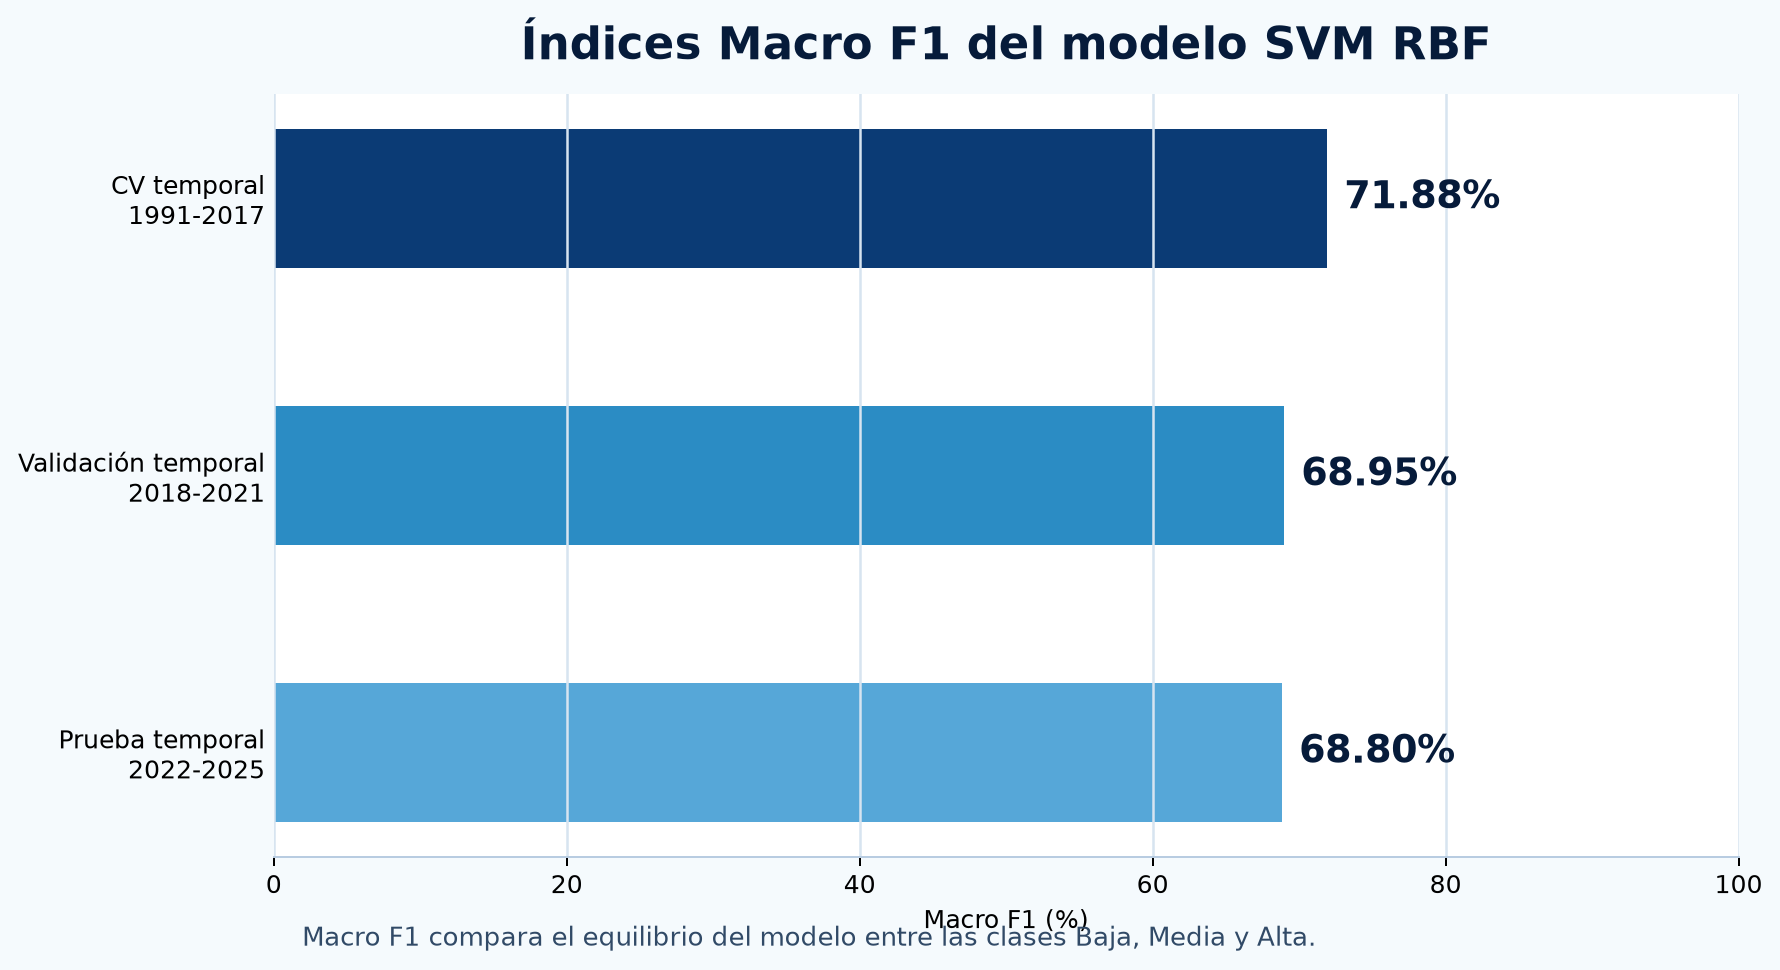 Índices Macro F1 del modelo SVM RBF
CV temporal
1991-2017
71.88%
Validación temporal
2018-2021
68.95%
Prueba temporal
2022-2025
68.80%
0 20 40 60 80 100
Macro F1 (%)
Macro F1 compara el equilibrio del modelo entre las clases Baja, Media y Alta.